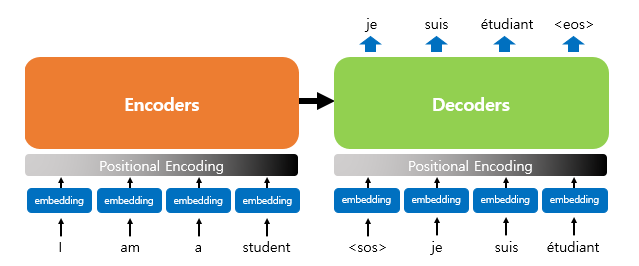 je suis étudiant <eos>
Encoders
Decoders
Positional Encoding
Positional Encoding
embedding embedding embedding embedding
embedding embedding embedding embedding
I am a student
<sos> je suis étudiant